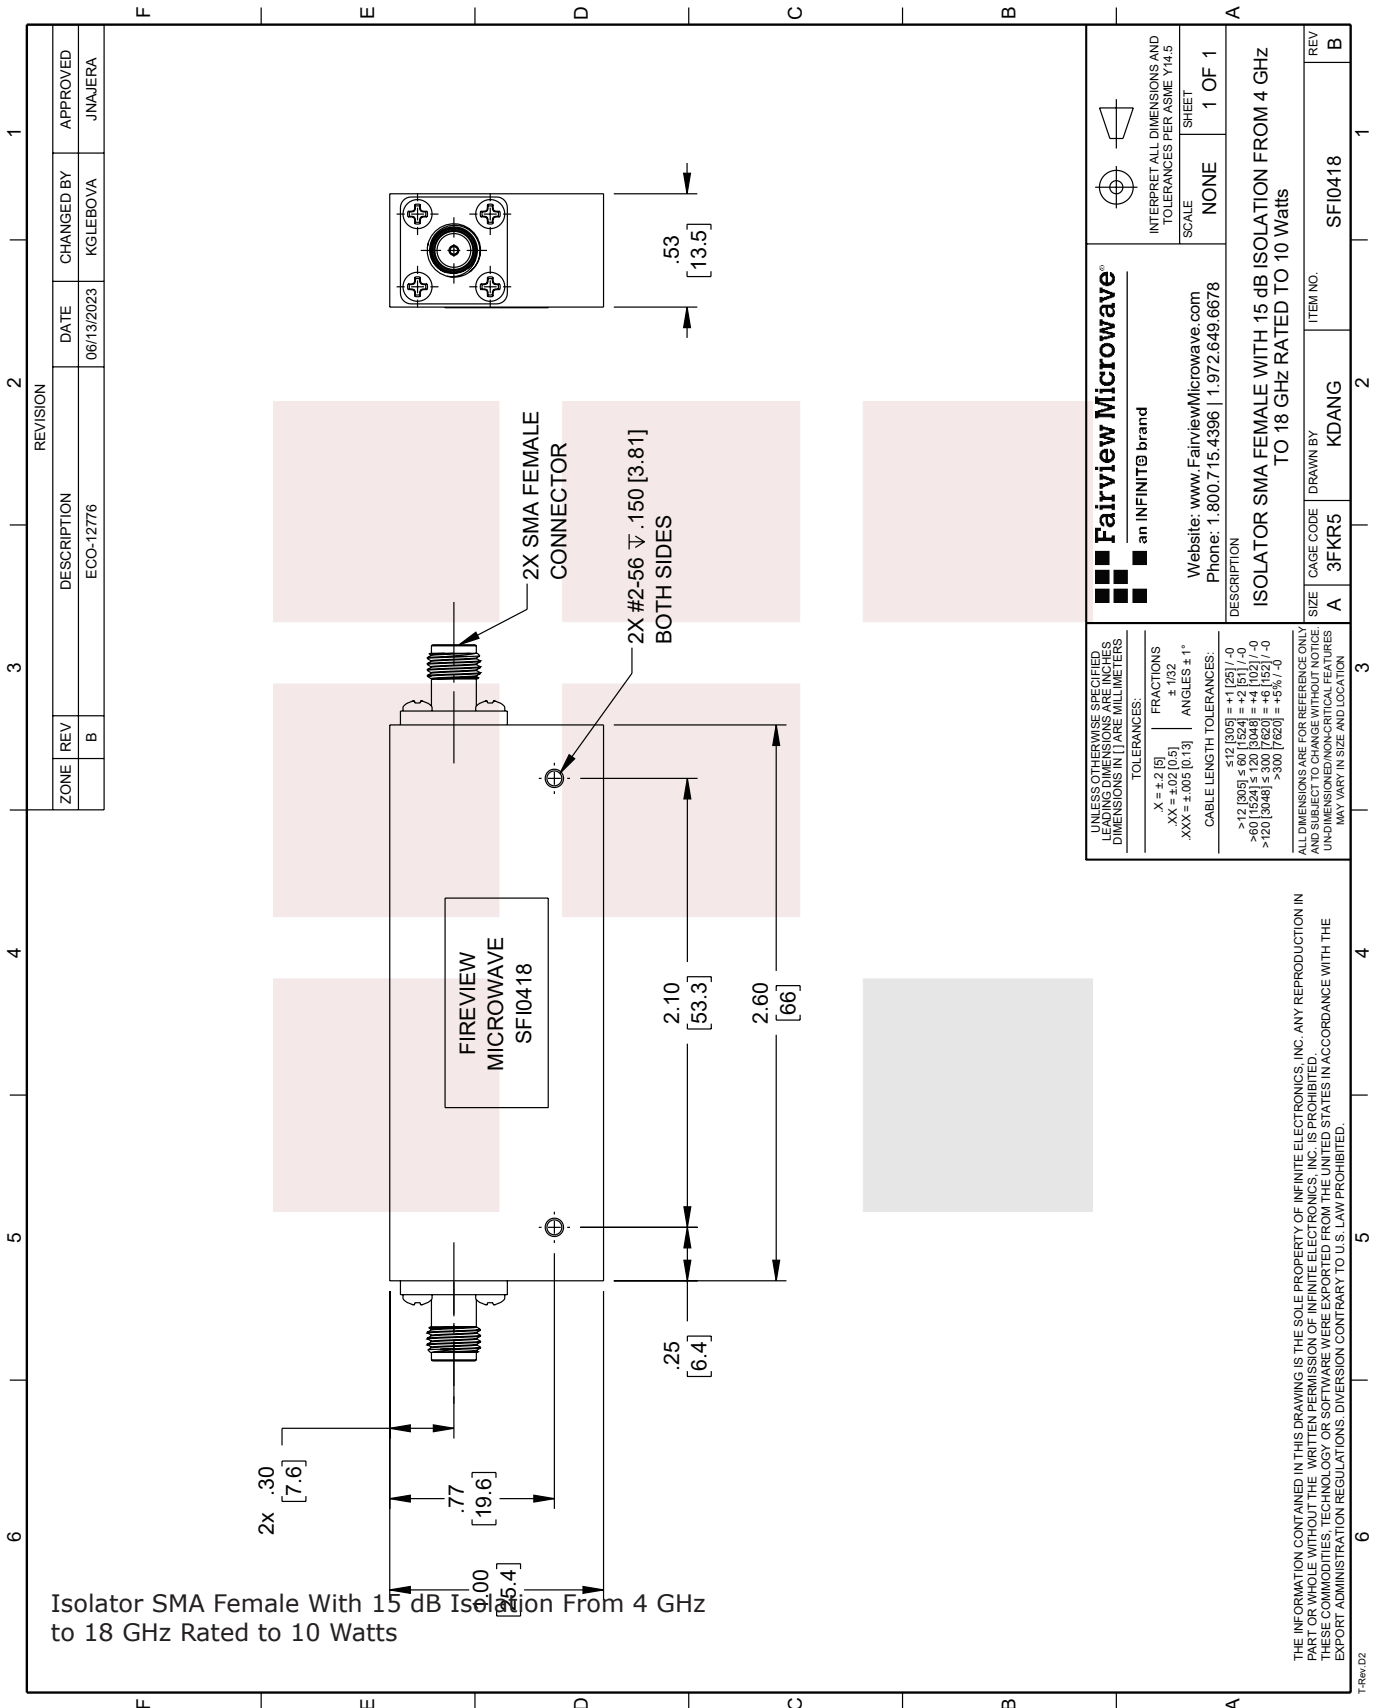 REVISION
ZONE
REV
DESCRIPTION
DATE
CHANGED BY
APPROVED
B
ECO-12776
06/13/2023
KGLEBOVA
JNAJERA
6
5
4
3
2
1
F
E
D
C
B
A
2x .30
[7.6]
.77
[19.6]
1.00
[25.4]
FIREVIEW
MICROWAVE
SFI0418
2X SMA FEMALE
CONNECTOR
2X #2-56 ↧ .150 [3.81]
BOTH SIDES
.53
[13.5]
.25
[6.4]
2.10
[53.3]
2.60
[66]
UNLESS OTHERWISE SPECIFIED
LEADING DIMENSIONS ARE INCHES
DIMENSIONS IN [ ] ARE MILLIMETERS
TOLERANCES:
.X = ±.2 [5]
.XX = ±.02 [0.5]
.XXX = ±.005 [0.13]
FRACTIONS
± 1/32
ANGLES ± 1°
CABLE LENGTH TOLERANCES:
≤12 [305] = +1 [25] / -0
>12 [305] ≤ 60 [1524] = +2 [51] / -0
>60 [1524] ≤ 120 [3048] = +4 [102] / -0
>120 [3048] ≤ 300 [7620] = +6 [152] / -0
>300 [7620] = +5% / -0
ALL DIMENSIONS ARE FOR REFERENCE ONLY
AND SUBJECT TO CHANGE WITHOUT NOTICE.
UN-DIMENSIONED/NON-CRITICAL FEATURES
MAY VARY IN SIZE AND LOCATION
Fairview Microwave®
an INFINIT@ brand
Website: www.FairviewMicrowave.com
Phone: 1.800.715.4396 | 1.972.649.6678
INTERPRET ALL DIMENSIONS AND
TOLERANCES PER ASME Y14.5
SCALE
NONE
SHEET
1 OF 1
DESCRIPTION
ISOLATOR SMA FEMALE WITH 15 dB ISOLATION FROM 4 GHz
TO 18 GHz RATED TO 10 Watts
SIZE
A
CAGE CODE
3FKR5
DRAWN BY
KDANG
ITEM NO.
SFI0418
REV
B
THE INFORMATION CONTAINED IN THIS DRAWING IS THE SOLE PROPERTY OF INFINITE ELECTRONICS, INC. ANY REPRODUCTION IN
PART OR WHOLE WITHOUT THE WRITTEN PERMISSION OF INFINITE ELECTRONICS, INC. IS PROHIBITED.
THESE COMMODITIES, TECHNOLOGY OR SOFTWARE WERE EXPORTED FROM THE UNITED STATES IN ACCORDANCE WITH THE
EXPORT ADMINISTRATION REGULATIONS. DIVERSION CONTRARY TO U.S. LAW PROHIBITED.
6
5
4
3
2
1
F
E
D
C
B
A
T-Rev.D2
Isolator SMA Female With 15 dB Isolation From 4 GHz
to 18 GHz Rated to 10 Watts